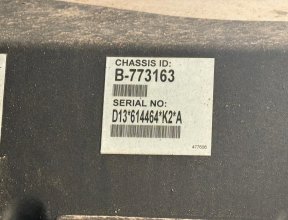 CHASSIS ID:
B-773163
SERIAL NO:
D13*614464*K2*A